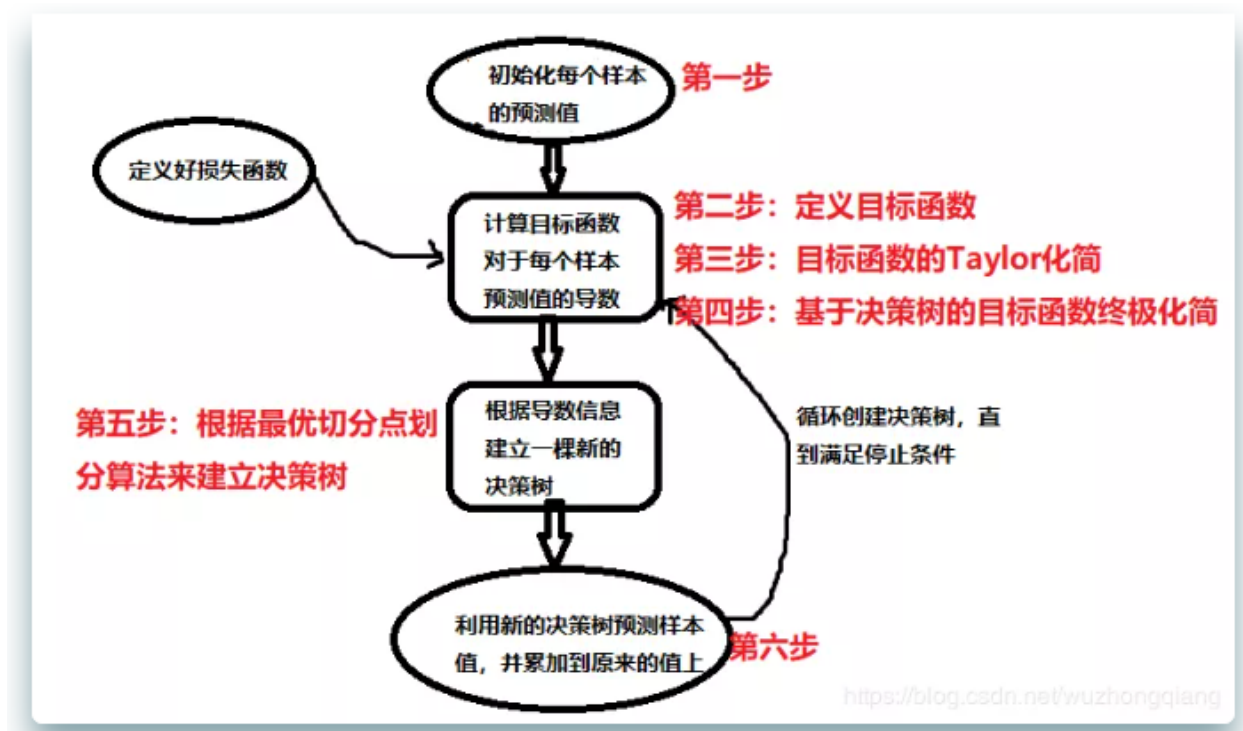 初始化每个样本
的预测值
第一步
定义好损失函数
计算目标函数
对于每个样本
预测值的导数
第二步：定义目标函数
第三步：目标函数的Taylor化简
第四步：基于决策树的目标函数终极化简
第五步：根据最优切分点划
分算法来建立决策树
根据导数信息
建立一棵新的
决策树
循环创建决策树，直
到满足停止条件
利用新的决策树预测样本
值，并累加到原来的值上
第六步
https://blog.csdn.net/wuzhongqiang